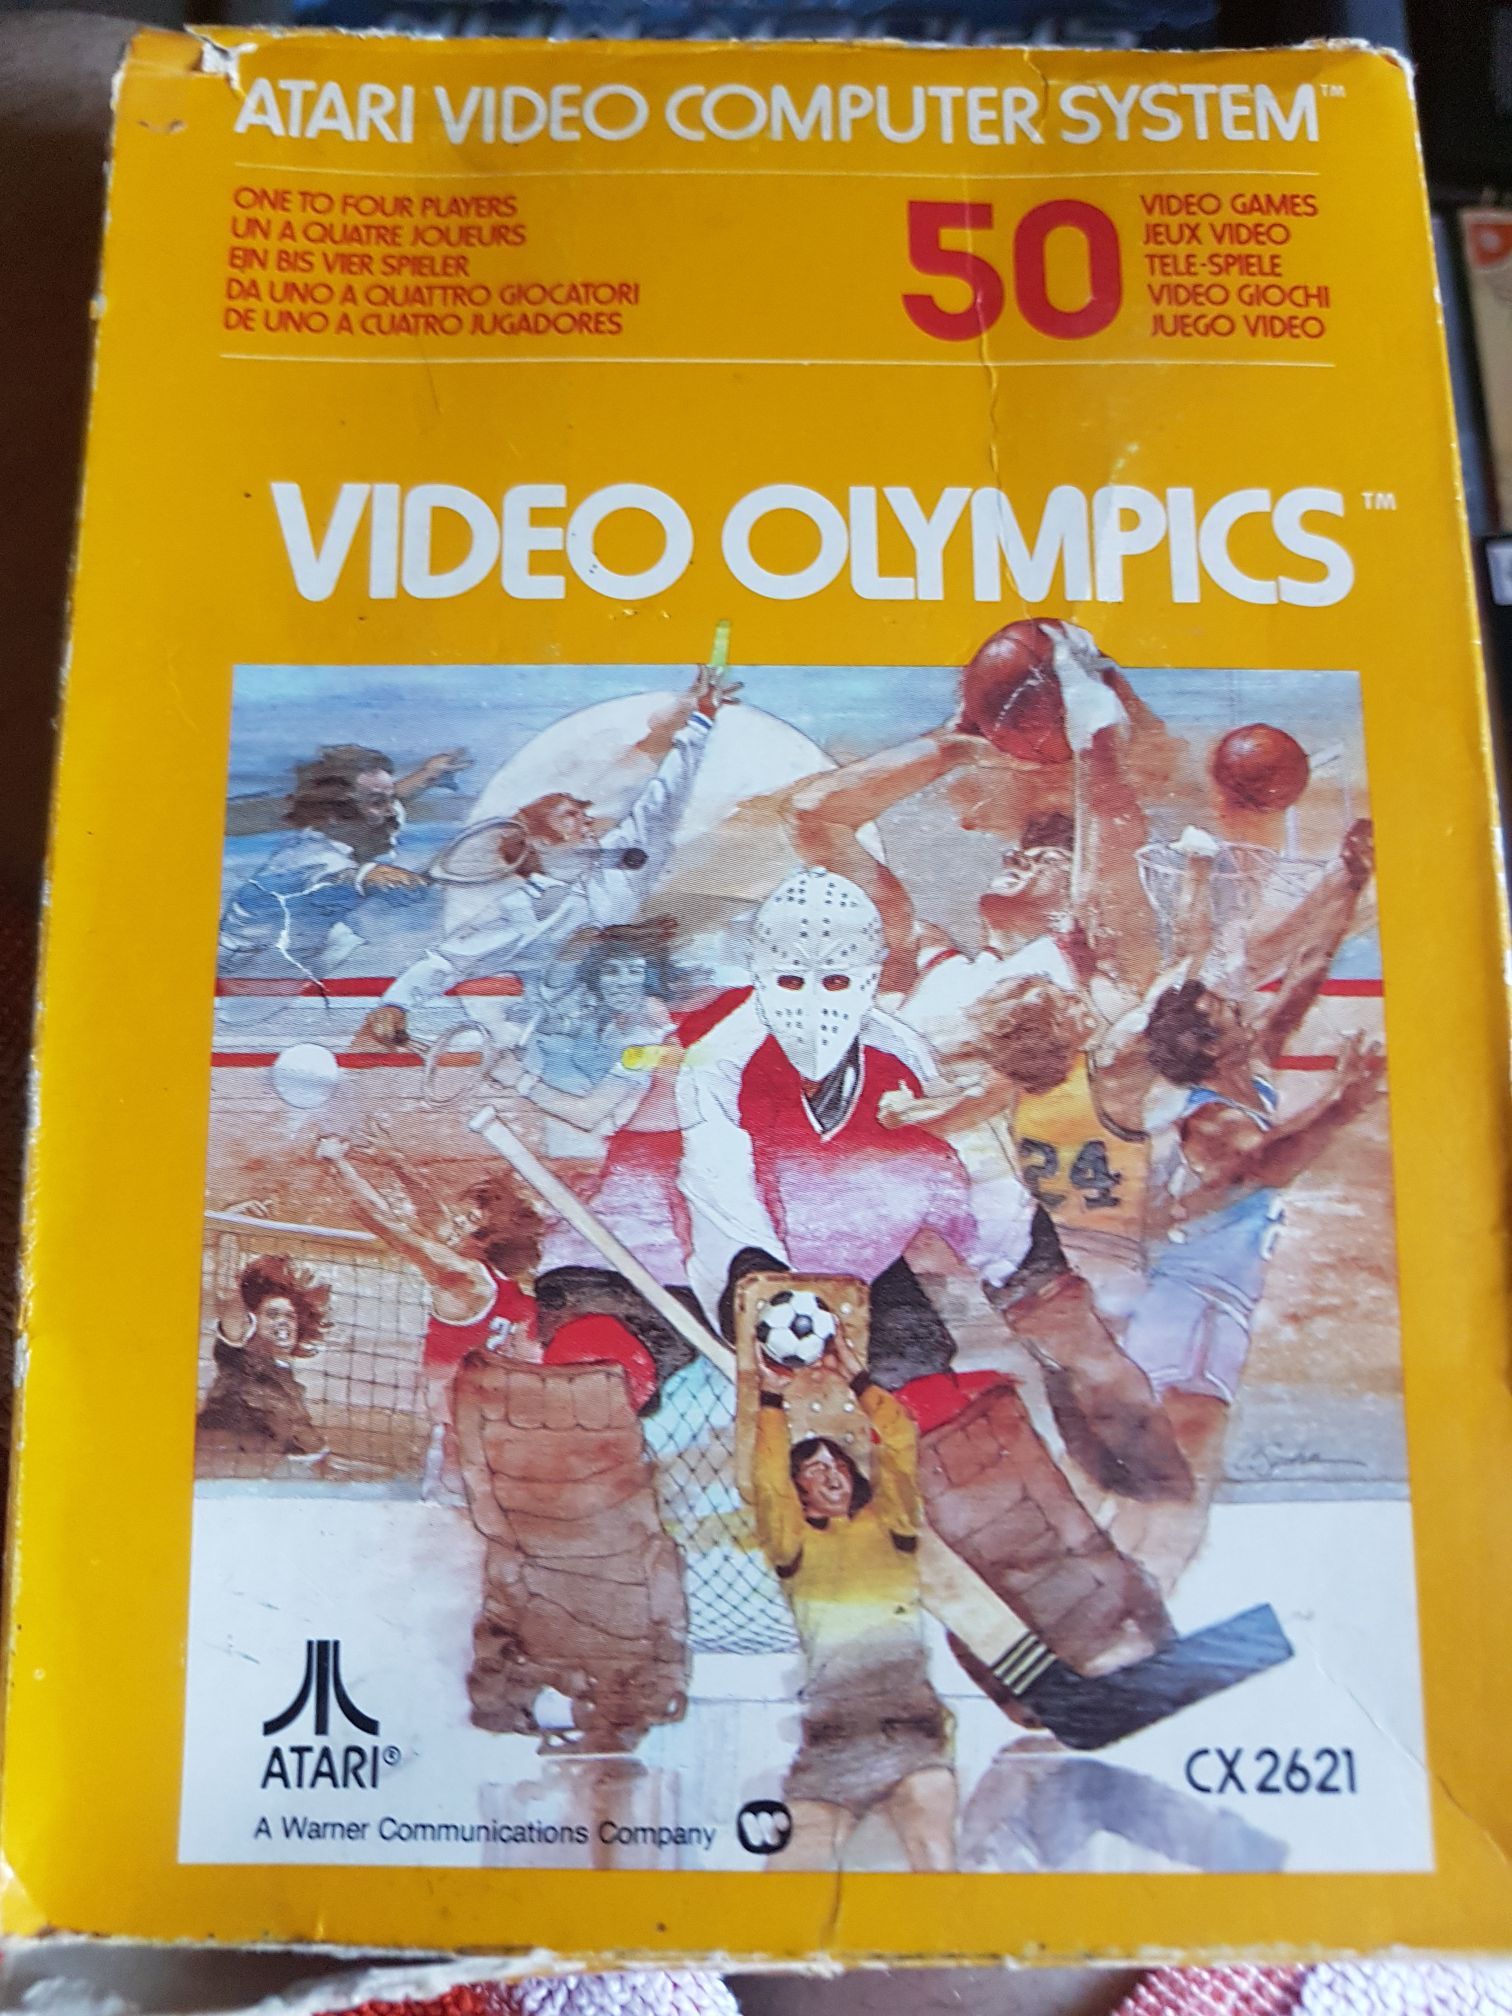 ATARI VIDEO COMPUTER SYSTEM™
ONE TO FOUR PLAYERS
UN A QUATRE JOUEURS
EIN BIS VIER SPIELER
DA UNO A QUATTRO GIOCATORI
DE UNO A CUATRO JUGADORES
50
VIDEO GAMES
JEUX VIDEO
TELE-SPIELE
VIDEO GIOCHI
JUEGO VIDEO
VIDEO OLYMPICS™
24
2
ATARI®
A Warner Communications Company
CX2621